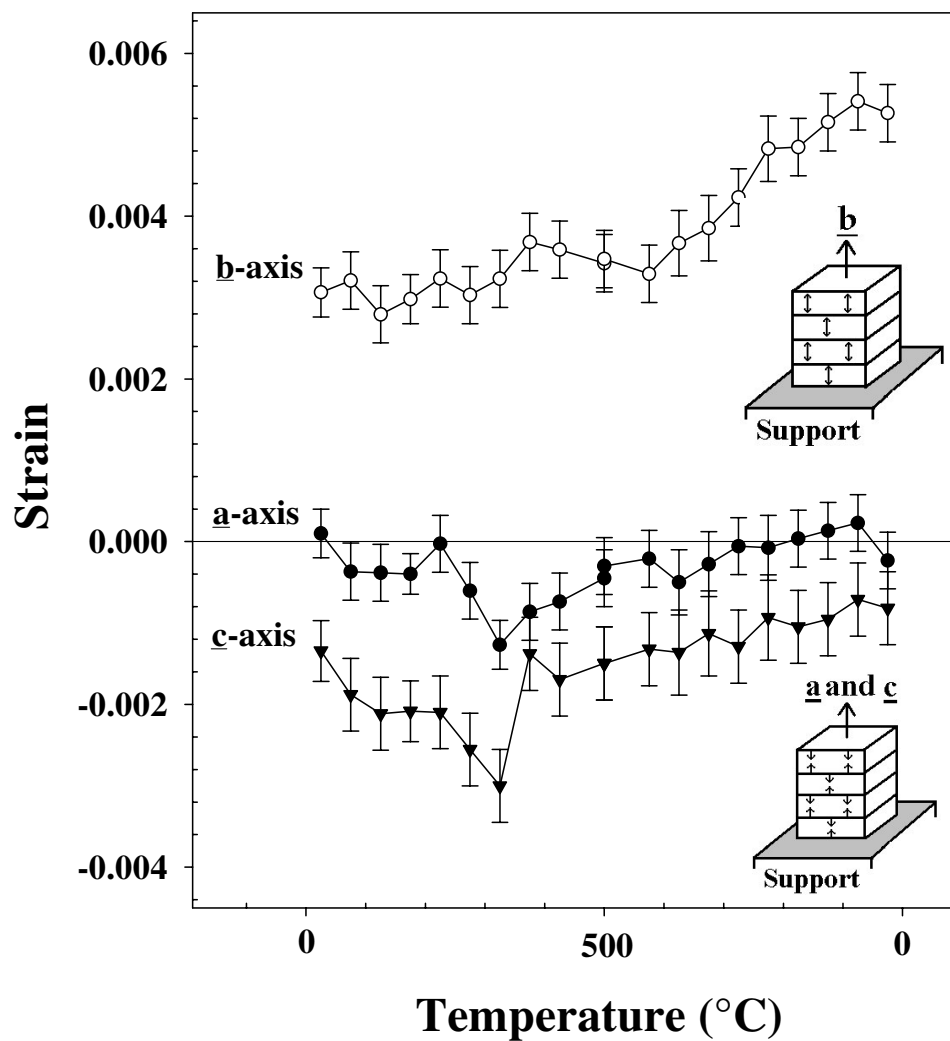 0.006
0.004
b
b-axis
0.002
Support
Strain
a-axis
0.000
c-axis
-0.002
a and c
-0.004
Support
0
500
0
Temperature (°C)